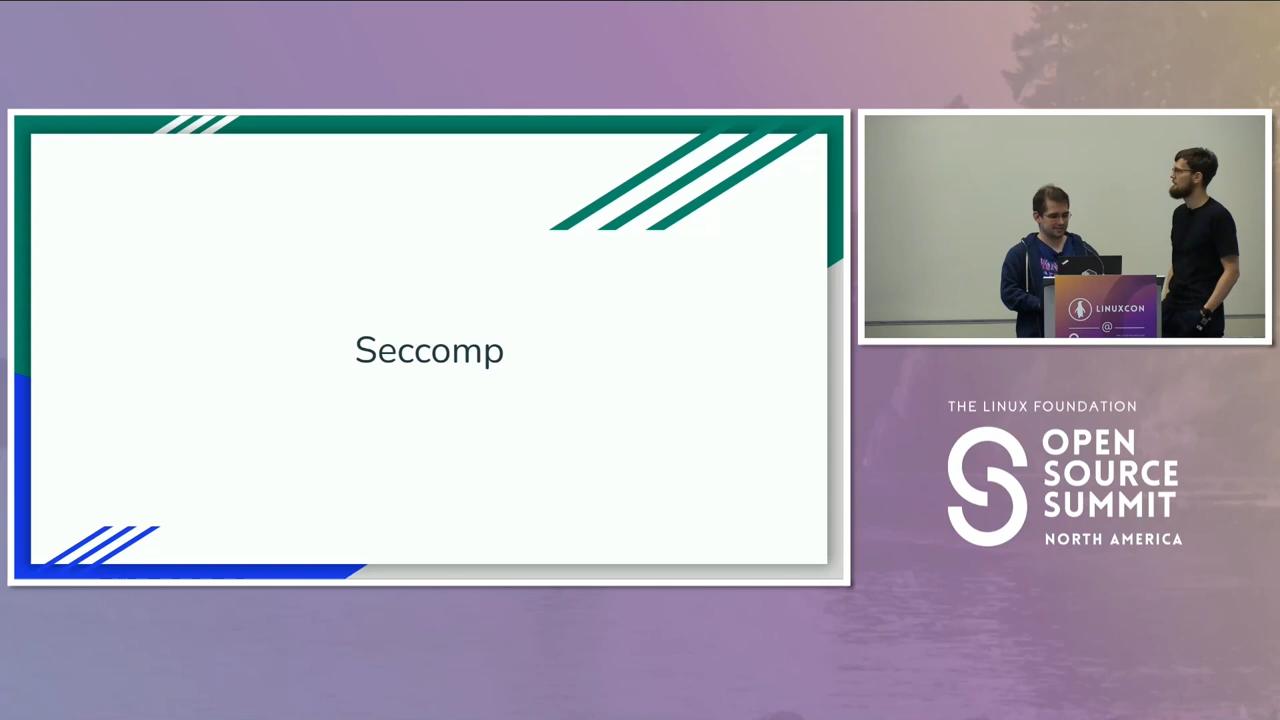 Seccomp
LINUXCON
@
THE LINUX FOUNDATION
OPEN
SOURCE
SUMMIT
NORTH AMERICA